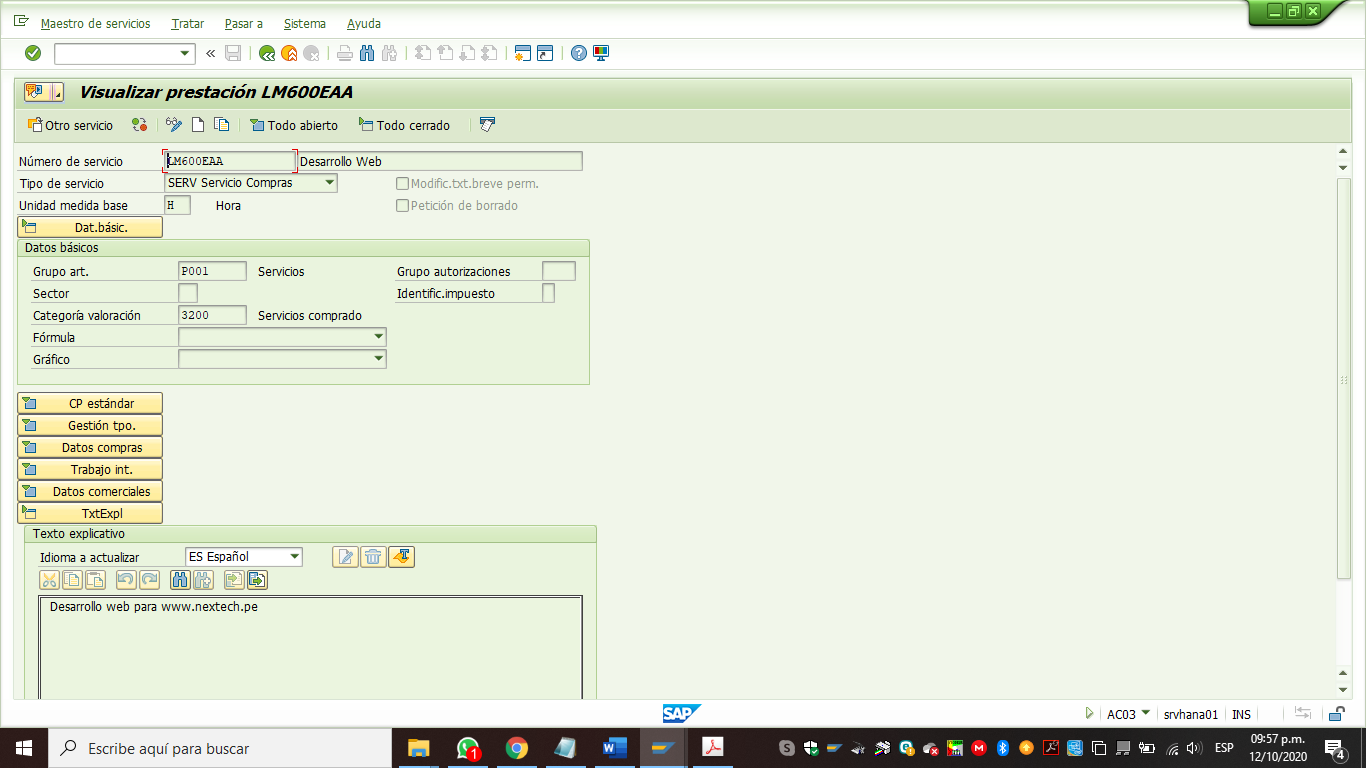 Maestro de servicios Tratar Pasar a Sistema Ayuda
Visualizar prestación LM600EAA
Otro servicio Todo abierto Todo cerrado
Número de servicio LM600EAA Desarrollo Web
Tipo de servicio SERV Servicio Compras Modific.txt.breve perm.
Unidad medida base H Hora Petición de borrado
Dat.básic.
Datos básicos
Grupo art. P001 Servicios Grupo autorizaciones
Sector Identific.impuesto
Categoría valoración 3200 Servicios comprado
Fórmula
Gráfico
CP estándar
Gestión tpo.
Datos compras
Trabajo int.
Datos comerciales
TxtExpl
Texto explicativo
Idioma a actualizar ES Español
Desarrollo web para www.nextech.pe
SAP AC03 srvhana01 INS
Escribe aquí para buscar 1 ESP 09:57 p.m. 4
12/10/2020